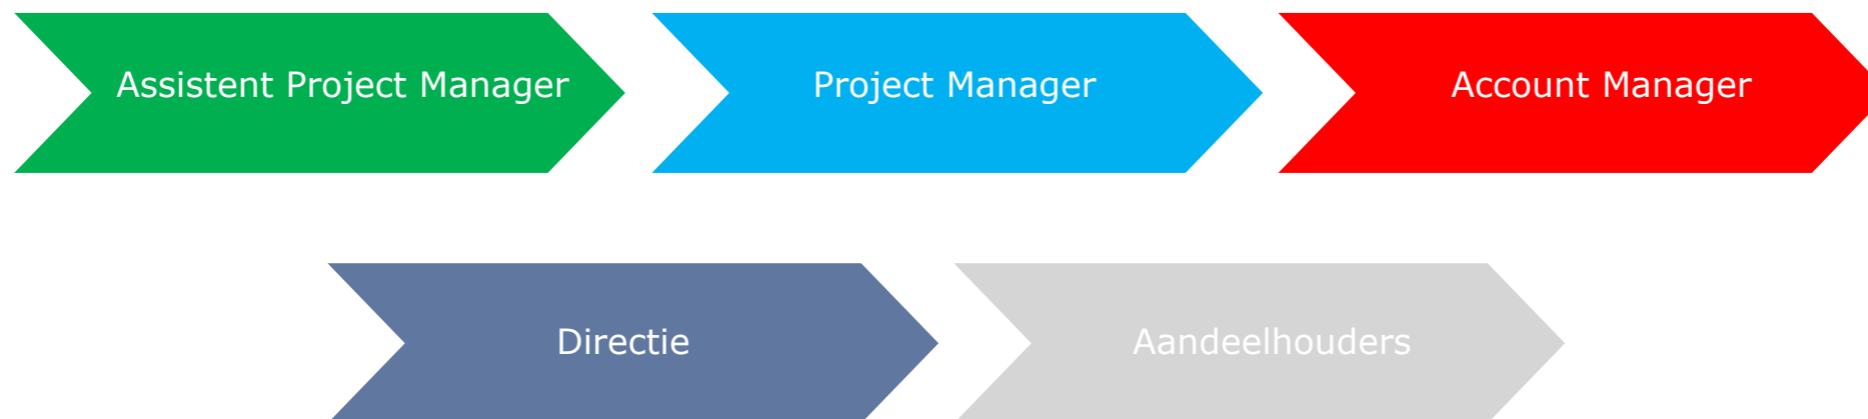 Assistent Project Manager
Project Manager
Account Manager
Directie
Aandeelhouders